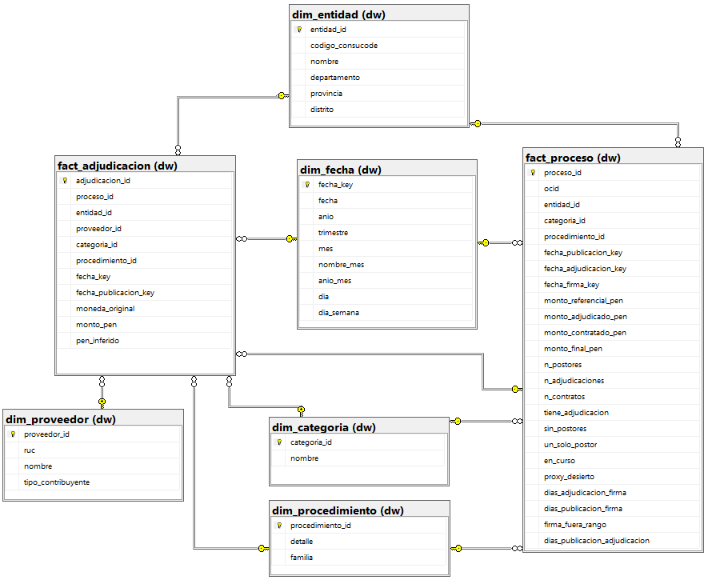 dim_entidad (dw)
entidad_id
codigo_consucode
nombre
departamento
provincia
distrito
fact_adjudicacion (dw)
adjudicacion_id
proceso_id
entidad_id
proveedor_id
categoria_id
procedimiento_id
fecha_key
fecha_publicacion_key
moneda_original
monto_pen
pen_inferido
dim_fecha (dw)
fecha_key
fecha
anio
trimestre
mes
nombre_mes
anio_mes
dia
dia_semana
fact_proceso (dw)
proceso_id
ocid
entidad_id
categoria_id
procedimiento_id
fecha_publicacion_key
fecha_adjudicacion_key
fecha_firma_key
monto_referencial_pen
monto_adjudicado_pen
monto_contratado_pen
monto_final_pen
n_postores
n_adjudicaciones
n_contratos
tiene_adjudicacion
sin_postores
un_solo_postor
en_curso
proxy_desierto
dias_adjudicacion_firma
dias_publicacion_firma
firma_fuera_rango
dias_publicacion_adjudicacion
dim_proveedor (dw)
proveedor_id
ruc
nombre
tipo_contribuyente
dim_categoria (dw)
categoria_id
nombre
dim_procedimiento (dw)
procedimiento_id
detalle
familia